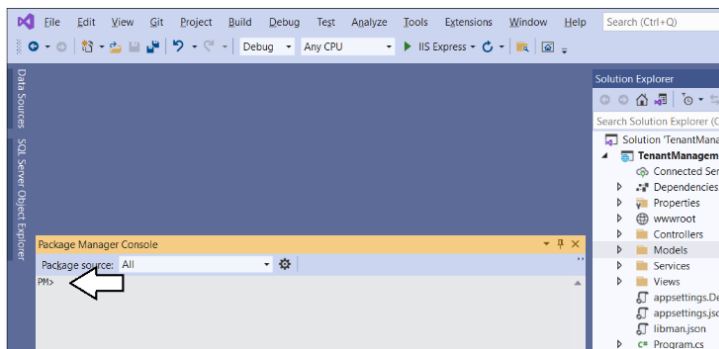 File Edit View Git Project Build Debug Test Analyze Tools Extensions Window Help Search (Ctrl+Q)
Debug Any CPU IIS Express
Data Sources
SQL Server Object Explorer
Solution Explorer
Search Solution Explorer (C
Solution 'TenantMana
TenantManagem
Connected Ser
Dependencies
Properties
wwwroot
Controllers
Models
Services
Views
appsettings.De
appsettings.jso
libman.json
C# Program.cs
Package Manager Console
Package source: All
PM>